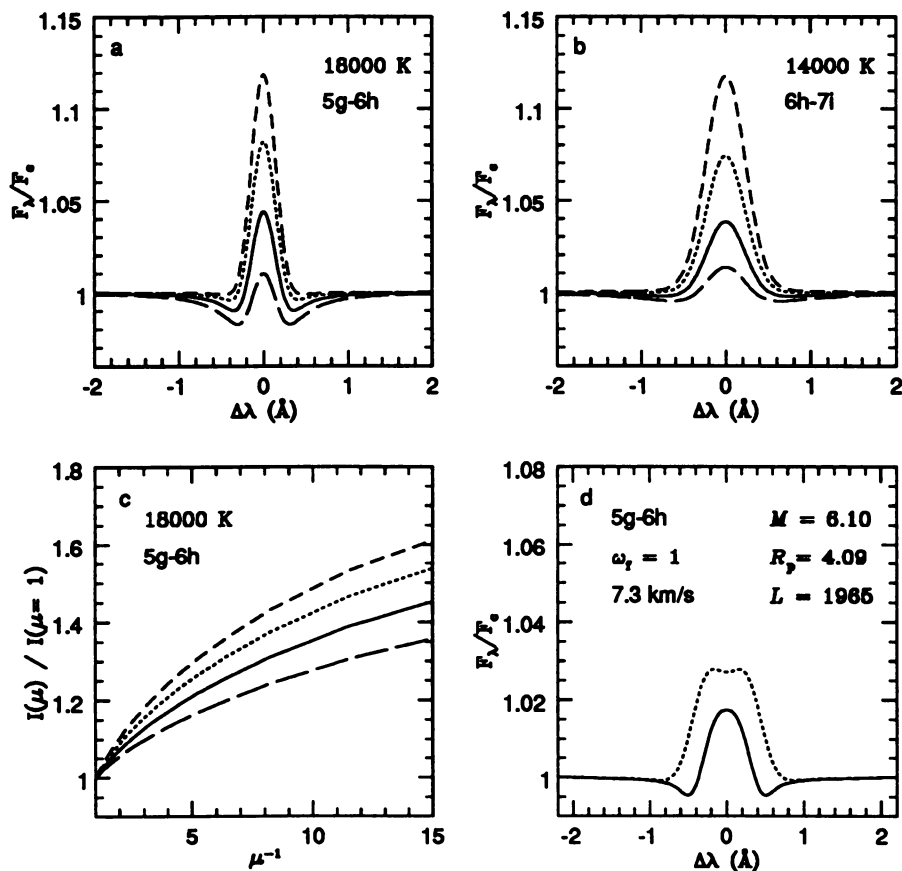 a
18000 K
5g-6h
1.15
1.1
1.05
1
F_λ/F_c
-2 -1 0 1 2
Δλ (Å)
b
14000 K
6h-7i
1.15
1.1
1.05
1
F_λ/F_c
-2 -1 0 1 2
Δλ (Å)
c
18000 K
5g-6h
1.8
1.6
1.4
1.2
1
I(μ) / I(μ= 1)
5 10 15
μ⁻¹
d
5g-6h M = 6.10
ω_f = 1 R_p = 4.09
7.3 km/s L = 1965
1.08
1.06
1.04
1.02
1
F_λ/F_c
-2 -1 0 1 2
Δλ (Å)